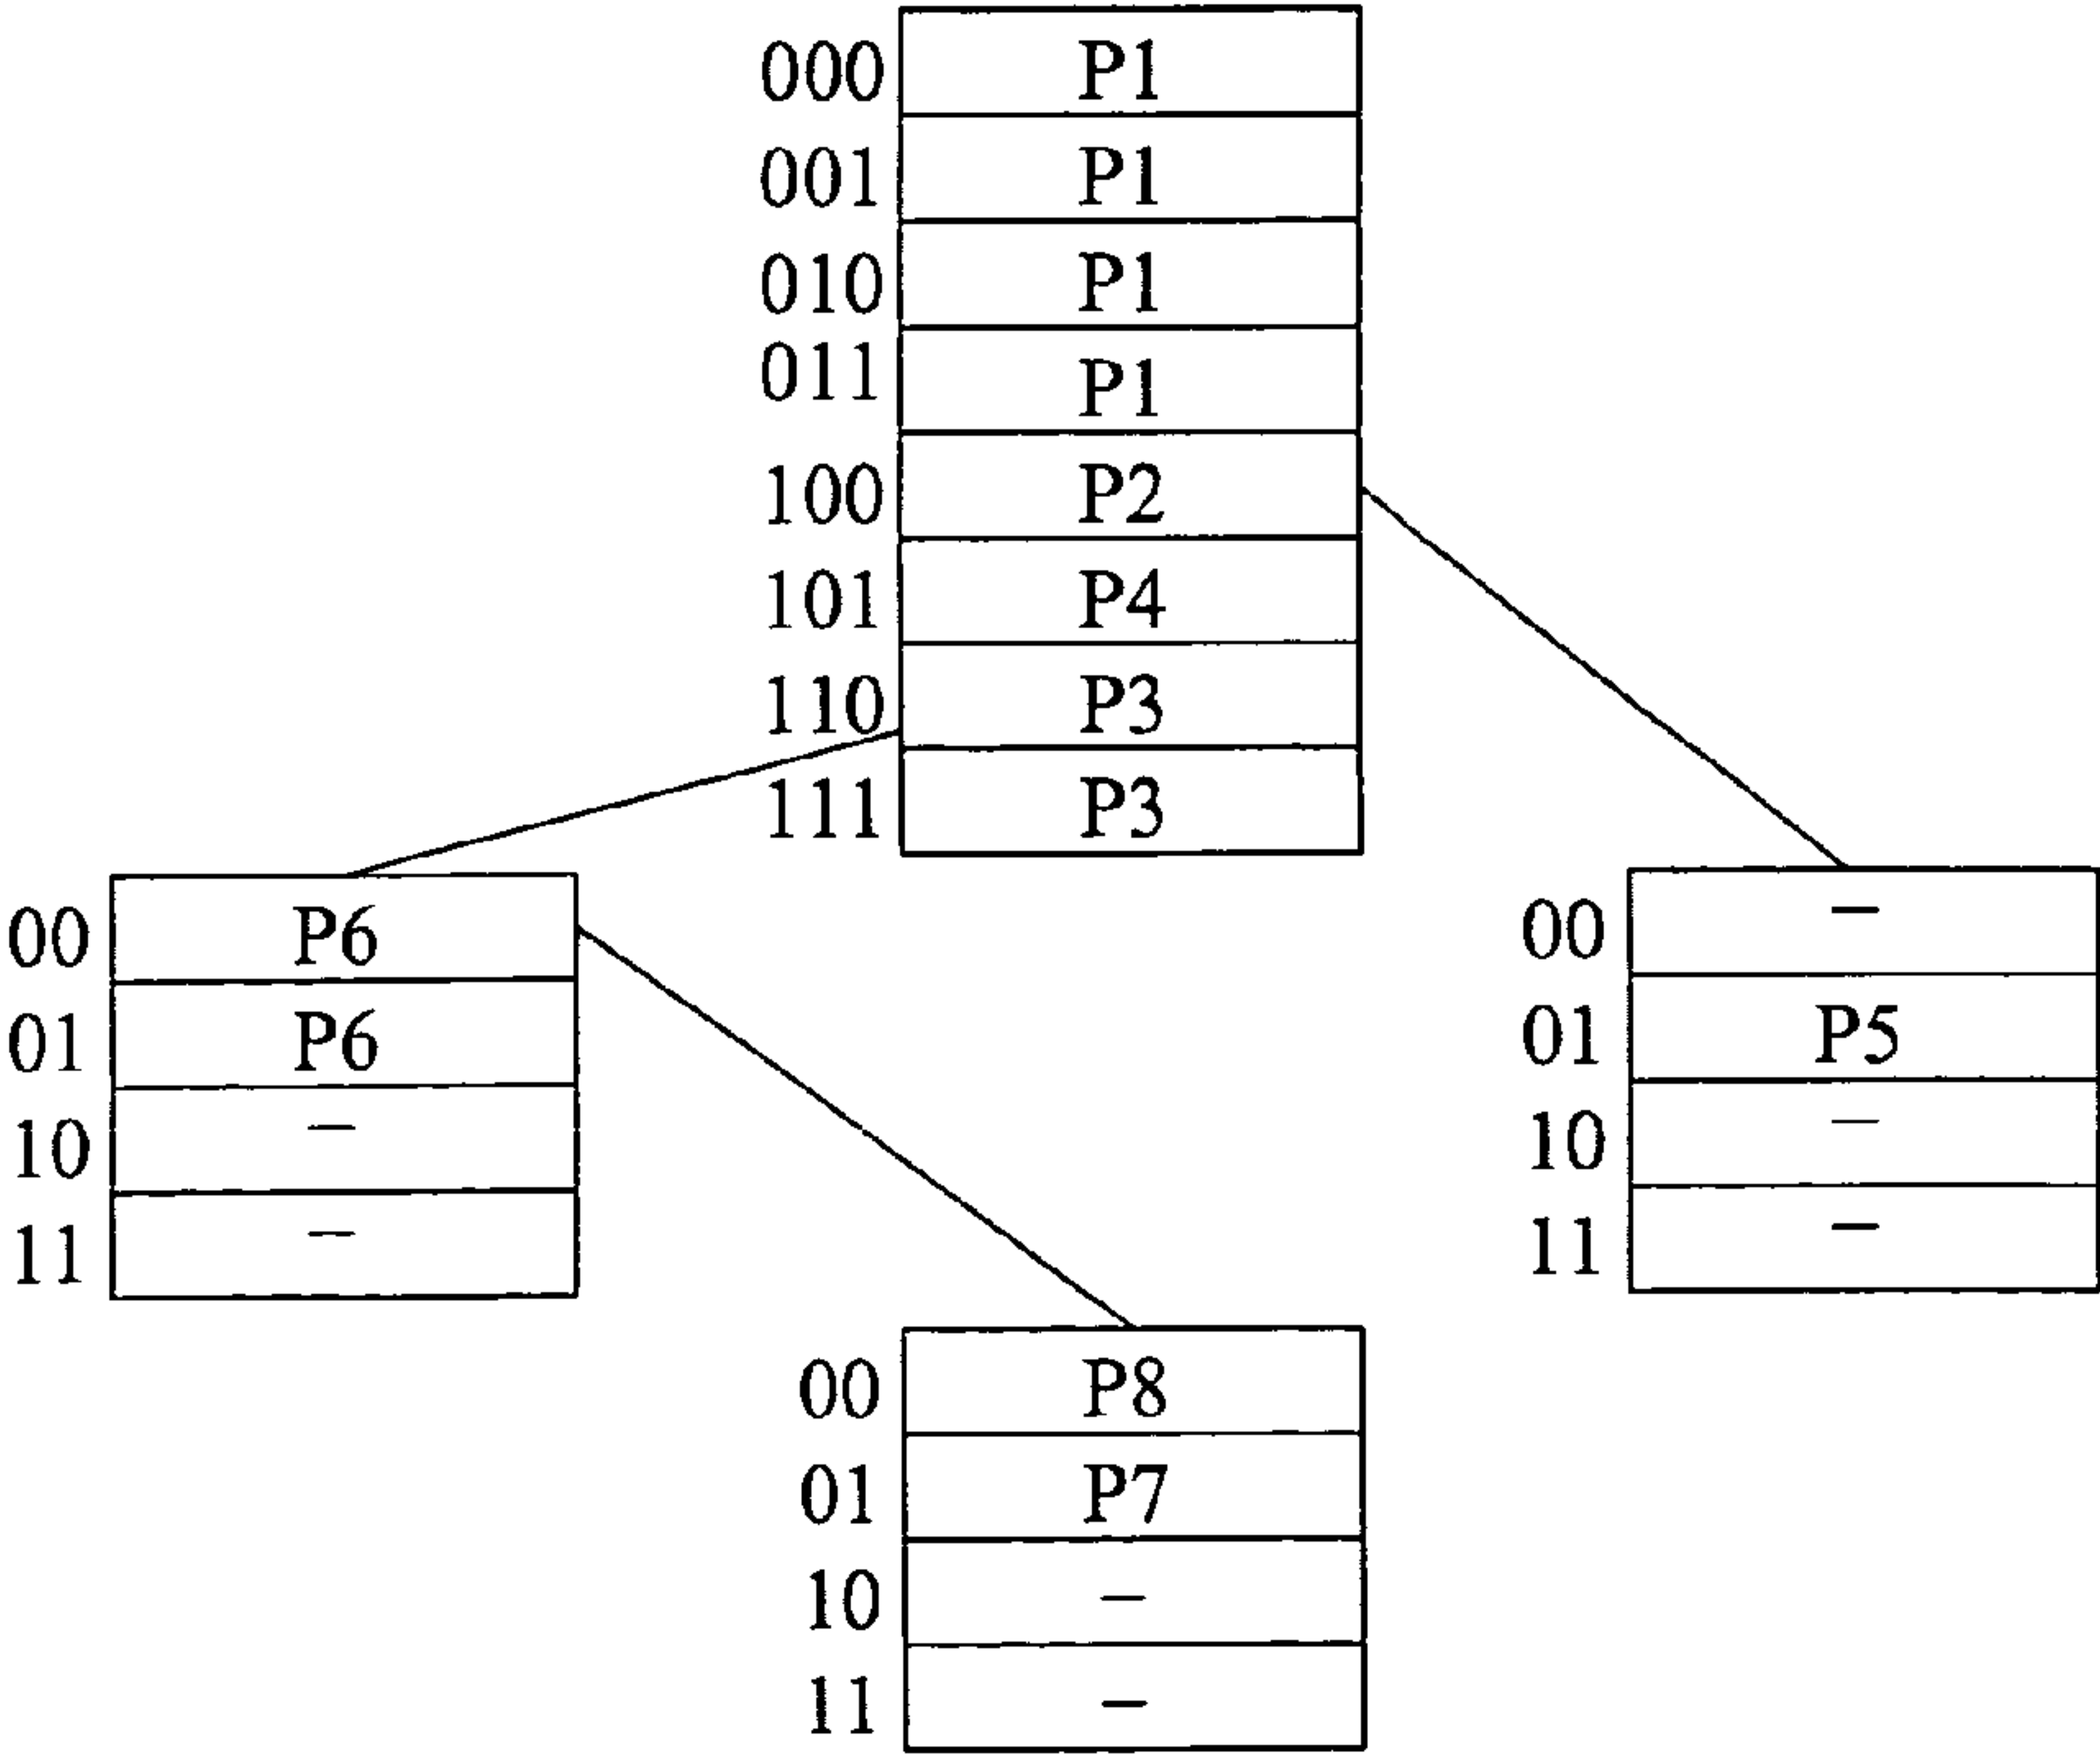 000 P1
001 P1
010 P1
011 P1
100 P2
101 P4
110 P3
111 P3
00 P6
01 P6
10 –
11 –
00 –
01 P5
10 –
11 –
00 P8
01 P7
10 –
11 –